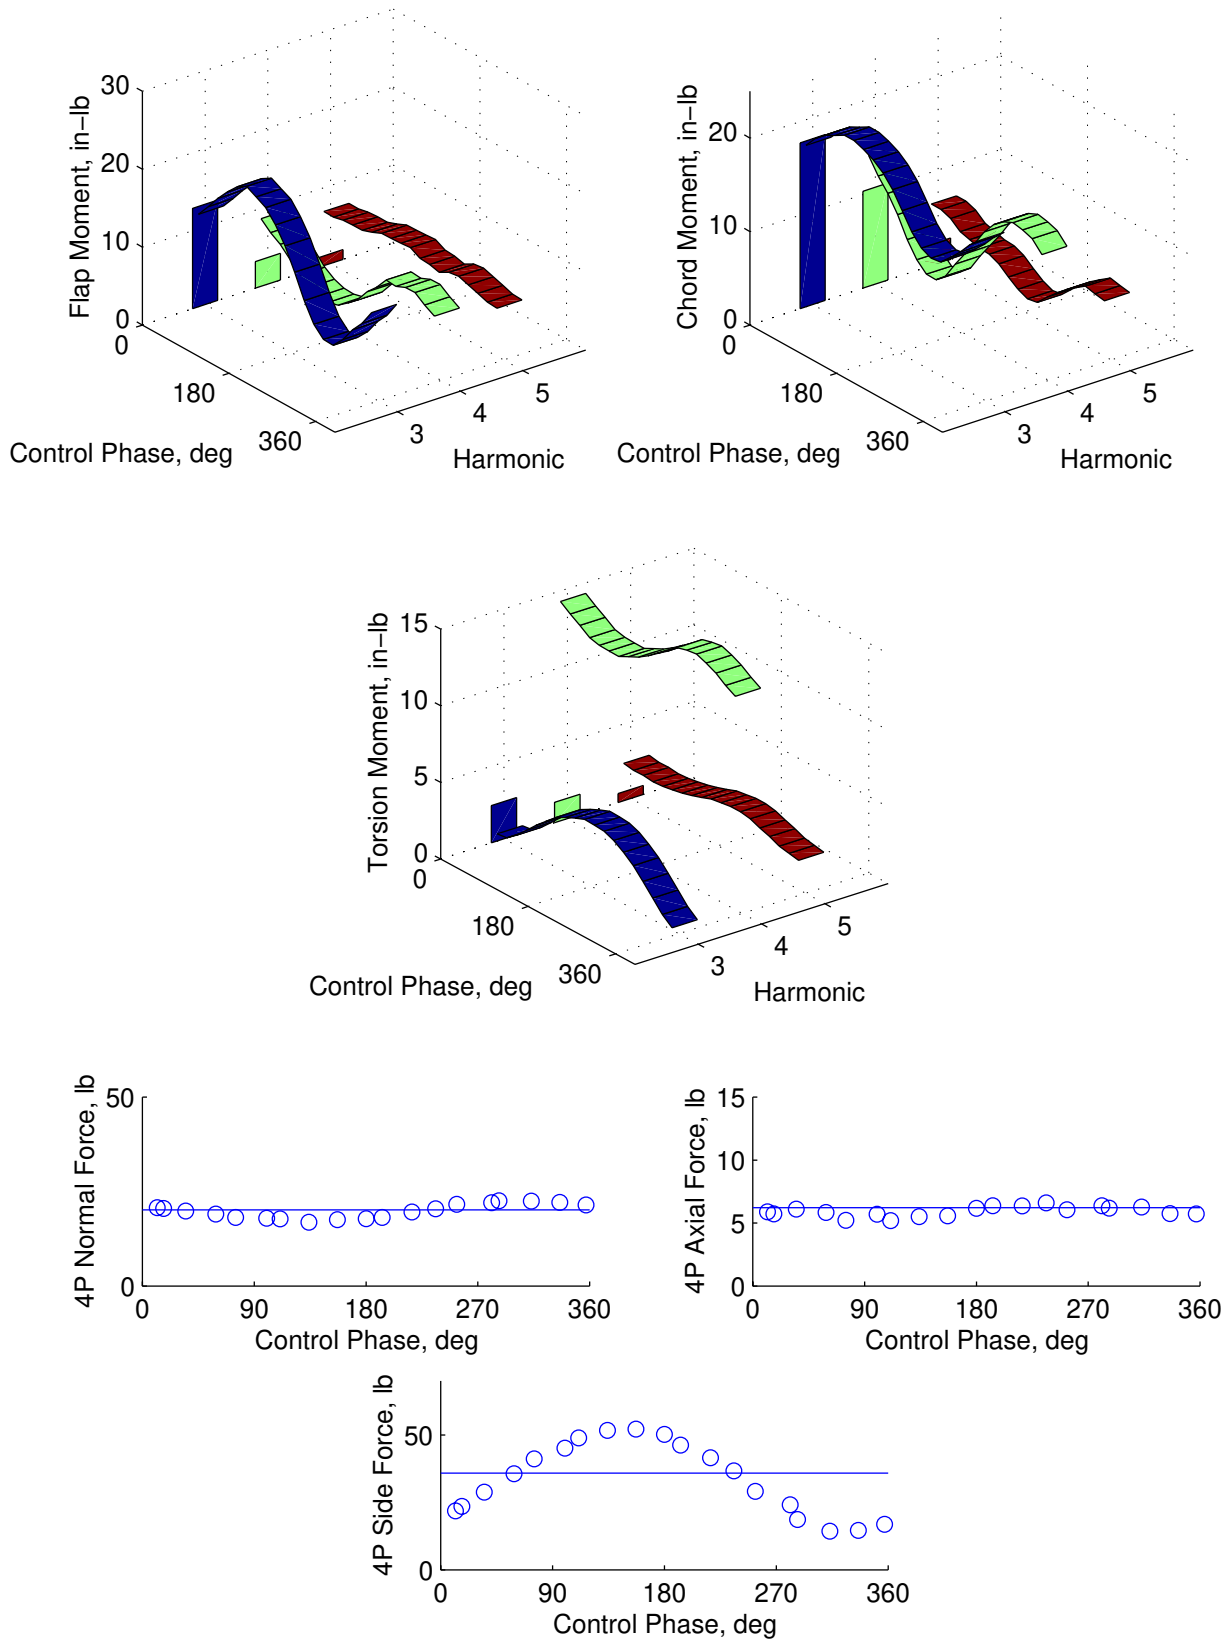 Flap Moment, in−lb
30
20
10
0
0
180
360
Control Phase, deg
3
4
5
Harmonic
Chord Moment, in−lb
20
10
0
0
180
360
Control Phase, deg
3
4
5
Harmonic
Torsion Moment, in−lb
15
10
5
0
0
180
360
Control Phase, deg
3
4
5
Harmonic
4P Normal Force, lb
50
0
0 90 180 270 360
Control Phase, deg
4P Axial Force, lb
15
10
5
0
0 90 180 270 360
Control Phase, deg
4P Side Force, lb
50
0
0 90 180 270 360
Control Phase, deg